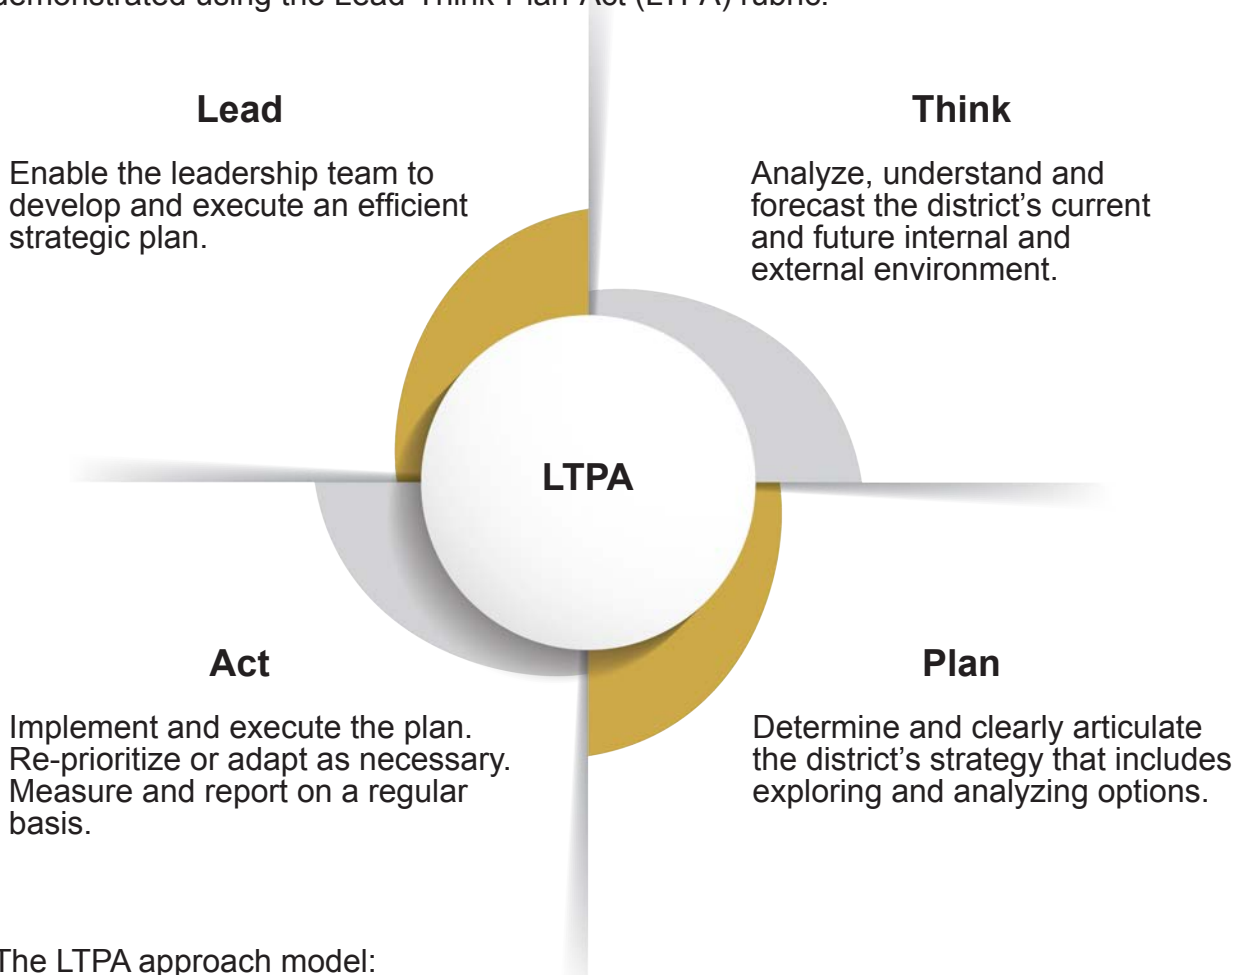 demonstrated using the Lead-Think-Plan-Act (LTPA) rubric.
Lead
Enable the leadership team to
develop and execute an efficient
strategic plan.
Think
Analyze, understand and
forecast the district’s current
and future internal and
external environment.
LTPA
Act
Implement and execute the plan.
Re-prioritize or adapt as necessary.
Measure and report on a regular
basis.
Plan
Determine and clearly articulate
the district’s strategy that includes
exploring and analyzing options.
The LTPA approach model: